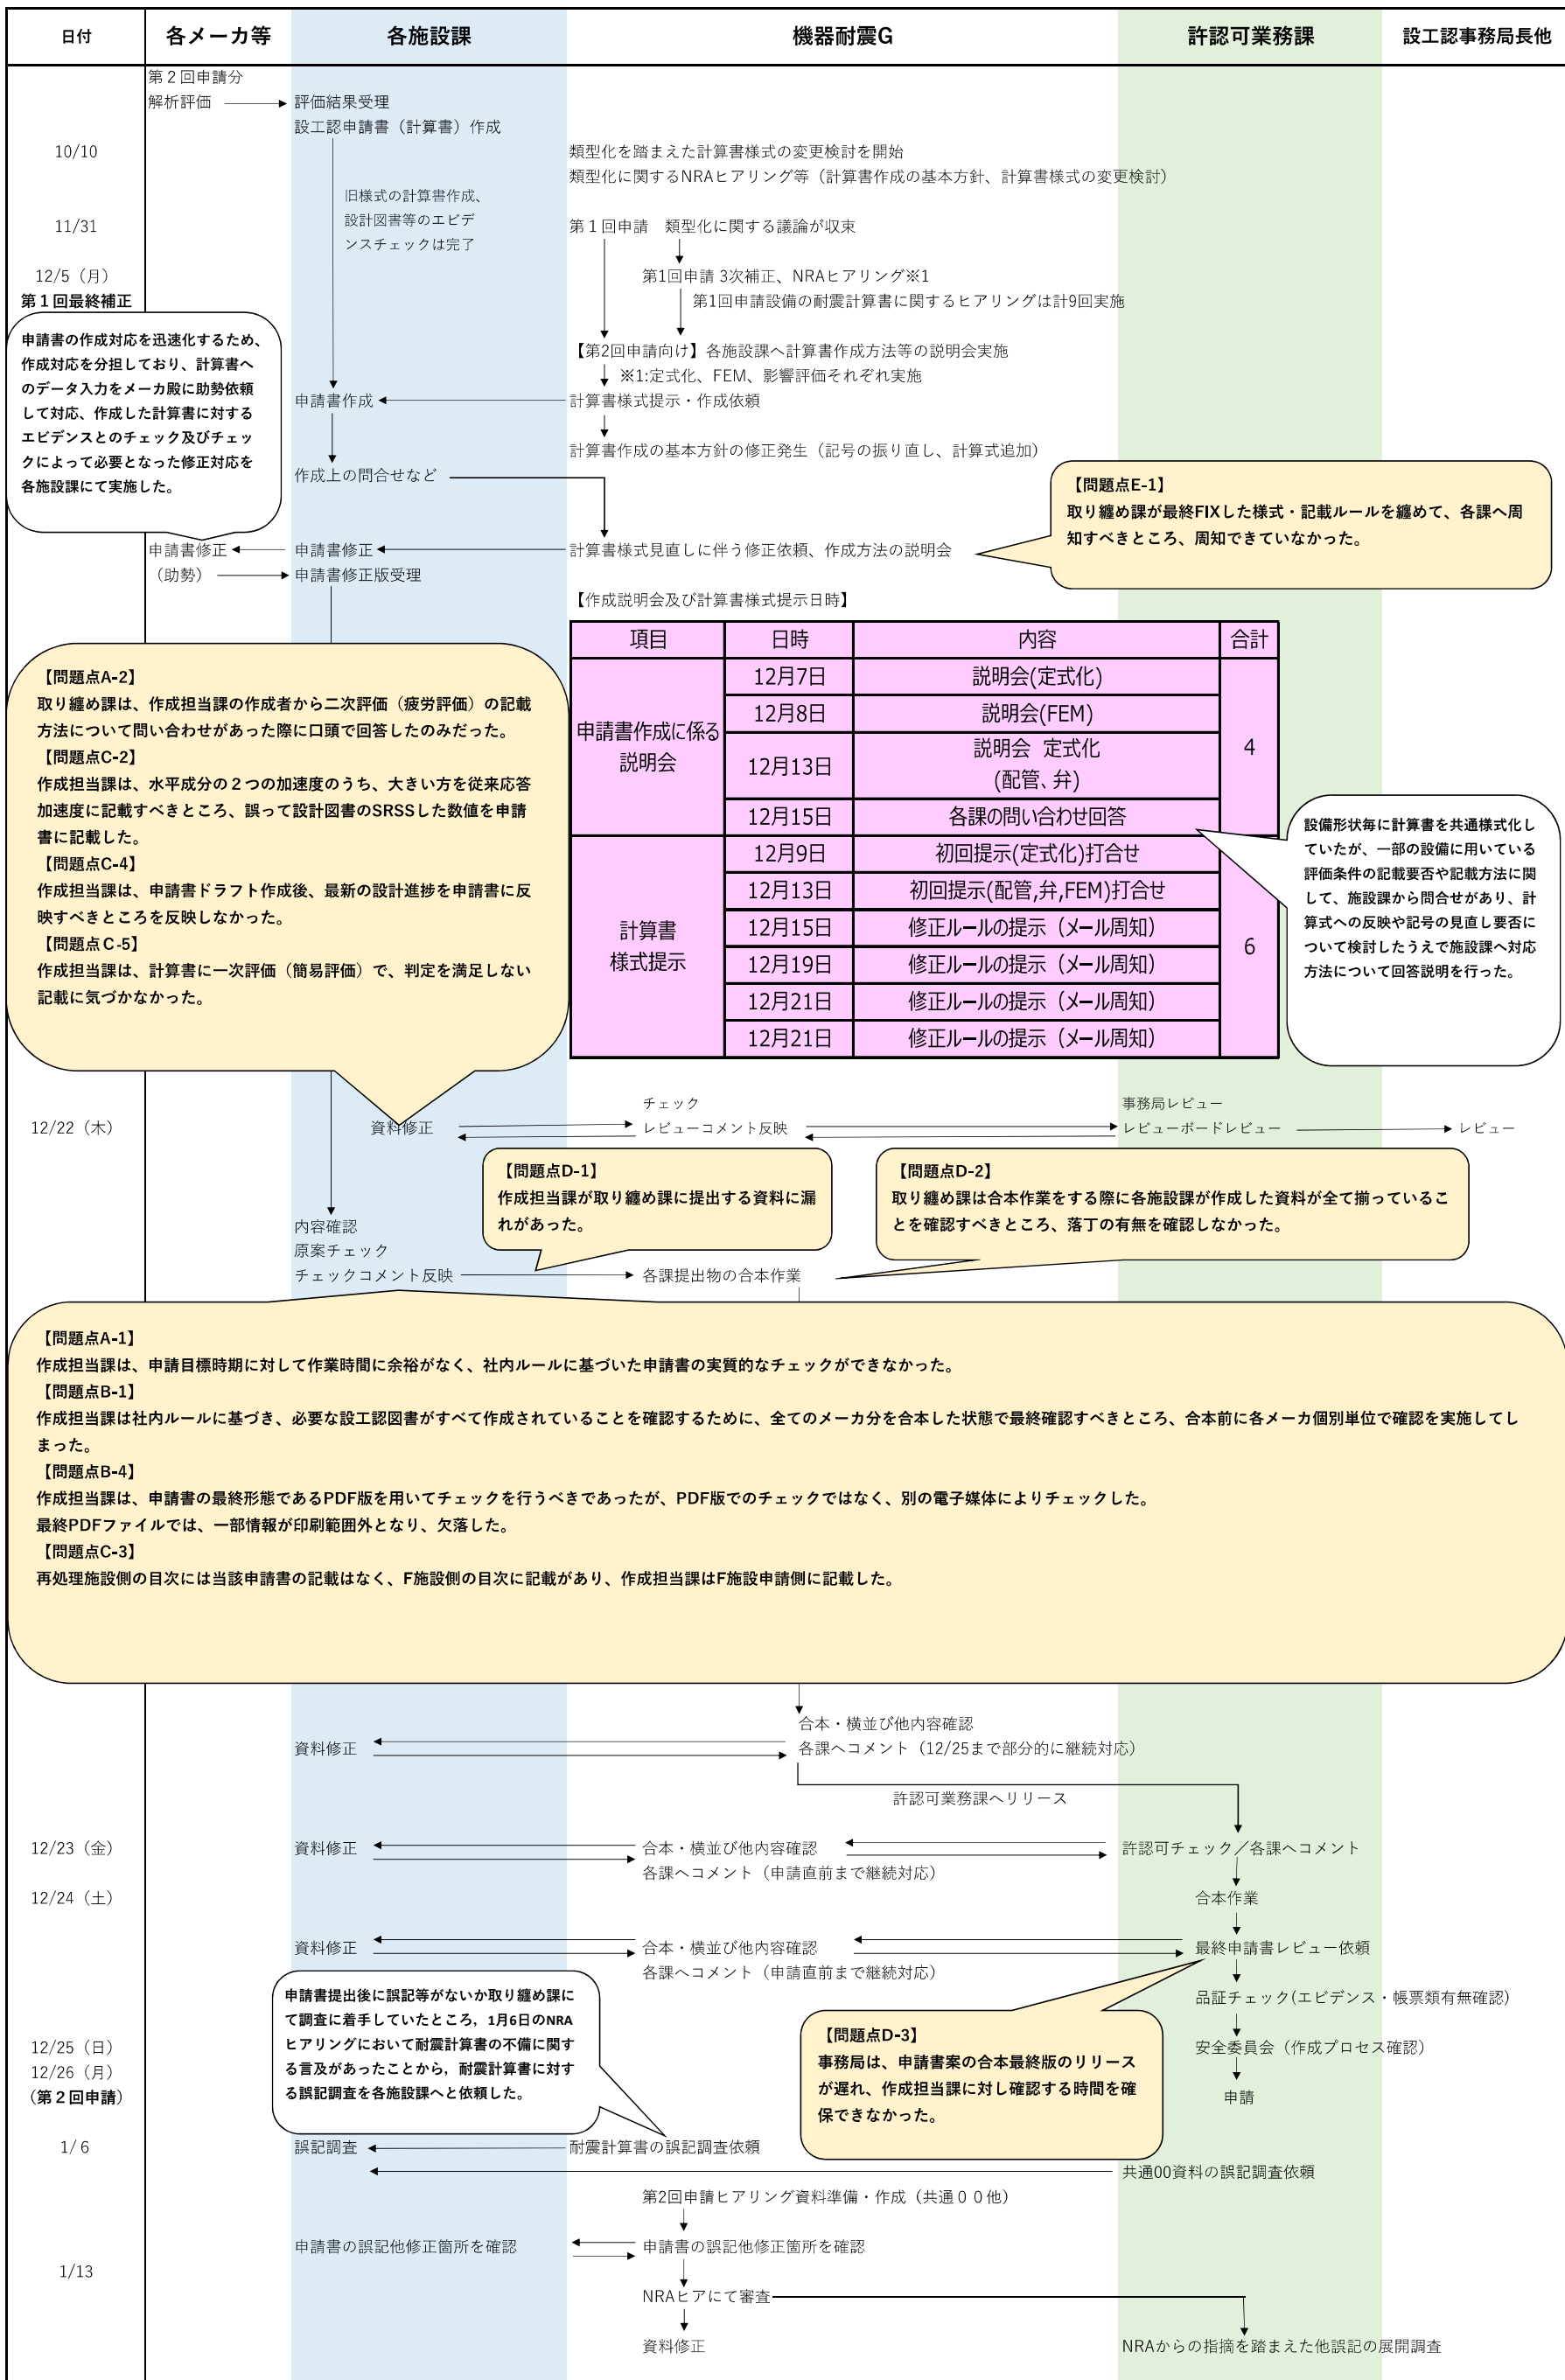 日付
各メーカ等
各施設課
機器耐震G
許認可業務課
設工認事務局長他
第２回申請分
解析評価
評価結果受理
設工認申請書（計算書）作成
10/10
類型化を踏まえた計算書様式の変更検討を開始
類型化に関するNRAヒアリング等（計算書作成の基本方針、計算書様式の変更検討）
旧様式の計算書作成、
設計図書等のエビデ
ンスチェックは完了
11/31
第１回申請　類型化に関する議論が収束
12/5（月）
第１回最終補正
第1回申請 3次補正、NRAヒアリング※1
第1回申請設備の耐震計算書に関するヒアリングは計9回実施
申請書の作成対応を迅速化するため、
作成対応を分担しており、計算書へ
のデータ入力をメーカ殿に助勢依頼
して対応、作成した計算書に対する
エビデンスとのチェック及びチェッ
クによって必要となった修正対応を
各施設課にて実施した。
【第2回申請向け】各施設課へ計算書作成方法等の説明会実施
※1:定式化、FEM、影響評価それぞれ実施
申請書作成
計算書様式提示・作成依頼
計算書作成の基本方針の修正発生（記号の振り直し、計算式追加）
作成上の問合せなど
【問題点E-1】
取り纏め課が最終FIXした様式・記載ルールを纏めて、各課へ周
知すべきところ、周知できていなかった。
申請書修正
申請書修正
計算書様式見直しに伴う修正依頼、作成方法の説明会
（助勢）
申請書修正版受理
【作成説明会及び計算書様式提示日時】
項目
日時
内容
合計
申請書作成に係る
説明会
12月7日
説明会(定式化)
12月8日
説明会(FEM)
12月13日
説明会 定式化
(配管、弁)
12月15日
各課の問い合わせ回答
4
計算書
様式提示
12月9日
初回提示(定式化)打合せ
12月13日
初回提示(配管,弁,FEM)打合せ
12月15日
修正ルールの提示（メール周知）
12月19日
修正ルールの提示（メール周知）
12月21日
修正ルールの提示（メール周知）
12月21日
修正ルールの提示（メール周知）
6
【問題点A-2】
取り纏め課は、作成担当課の作成者から二次評価（疲労評価）の記載
方法について問い合わせがあった際に口頭で回答したのみだった。
【問題点C-2】
作成担当課は、水平成分の２つの加速度のうち、大きい方を従来応答
加速度に記載すべきところ、誤って設計図書のSRSSした数値を申請
書に記載した。
【問題点C-4】
作成担当課は、申請書ドラフト作成後、最新の設計進捗を申請書に反
映すべきところを反映しなかった。
【問題点Ｃ-5】
作成担当課は、計算書に一次評価（簡易評価）で、判定を満足しない
記載に気づかなかった。
設備形状毎に計算書を共通様式化し
ていたが、一部の設備に用いている
評価条件の記載要否や記載方法に関
して、施設課から問合せがあり、計
算式への反映や記号の見直し要否に
ついて検討したうえで施設課へ対応
方法について回答説明を行った。
12/22（木）
資料修正
チェック
レビューコメント反映
事務局レビュー
レビューボードレビュー
レビュー
【問題点D-1】
作成担当課が取り纏め課に提出する資料に漏
れがあった。
【問題点D-2】
取り纏め課は合本作業をする際に各施設課が作成した資料が全て揃っているこ
とを確認すべきところ、落丁の有無を確認しなかった。
内容確認
原案チェック
チェックコメント反映
各課提出物の合本作業
【問題点A-1】
作成担当課は、申請目標時期に対して作業時間に余裕がなく、社内ルールに基づいた申請書の実質的なチェックができなかった。
【問題点B-1】
作成担当課は社内ルールに基づき、必要な設工認図書がすべて作成されていることを確認するために、全てのメーカ分を合本した状態で最終確認すべきところ、合本前に各メーカ個別単位で確認を実施してし
まった。
【問題点B-4】
作成担当課は、申請書の最終形態であるPDF版を用いてチェックを行うべきであったが、PDF版でのチェックではなく、別の電子媒体によりチェックした。
最終PDFファイルでは、一部情報が印刷範囲外となり、欠落した。
【問題点C-3】
再処理施設側の目次には当該申請書の記載はなく、F施設側の目次に記載があり、作成担当課はF施設申請側に記載した。
合本・横並び他内容確認
資料修正
各課へコメント（12/25まで部分的に継続対応）
許認可業務課へリリース
12/23（金）
資料修正
合本・横並び他内容確認
各課へコメント（申請直前まで継続対応）
許認可チェック／各課へコメント
12/24（土）
合本作業
資料修正
合本・横並び他内容確認
各課へコメント（申請直前まで継続対応）
最終申請書レビュー依頼
品証チェック(エビデンス・帳票類有無確認)
申請書提出後に誤記等がないか取り纏め課に
て調査に着手していたところ，1月6日のNRA
ヒアリングにおいて耐震計算書の不備に関す
る言及があったことから，耐震計算書に対す
る誤記調査を各施設課へと依頼した。
【問題点D-3】
事務局は、申請書案の合本最終版のリリース
が遅れ、作成担当課に対し確認する時間を確
保できなかった。
12/25（日）
安全委員会（作成プロセス確認）
12/26（月）
（第２回申請）
申請
1/ 6
誤記調査
耐震計算書の誤記調査依頼
共通00資料の誤記調査依頼
第2回申請ヒアリング資料準備・作成（共通００他）
申請書の誤記他修正箇所を確認
申請書の誤記他修正箇所を確認
1/13
NRAヒアにて審査
資料修正
NRAからの指摘を踏まえた他誤記の展開調査